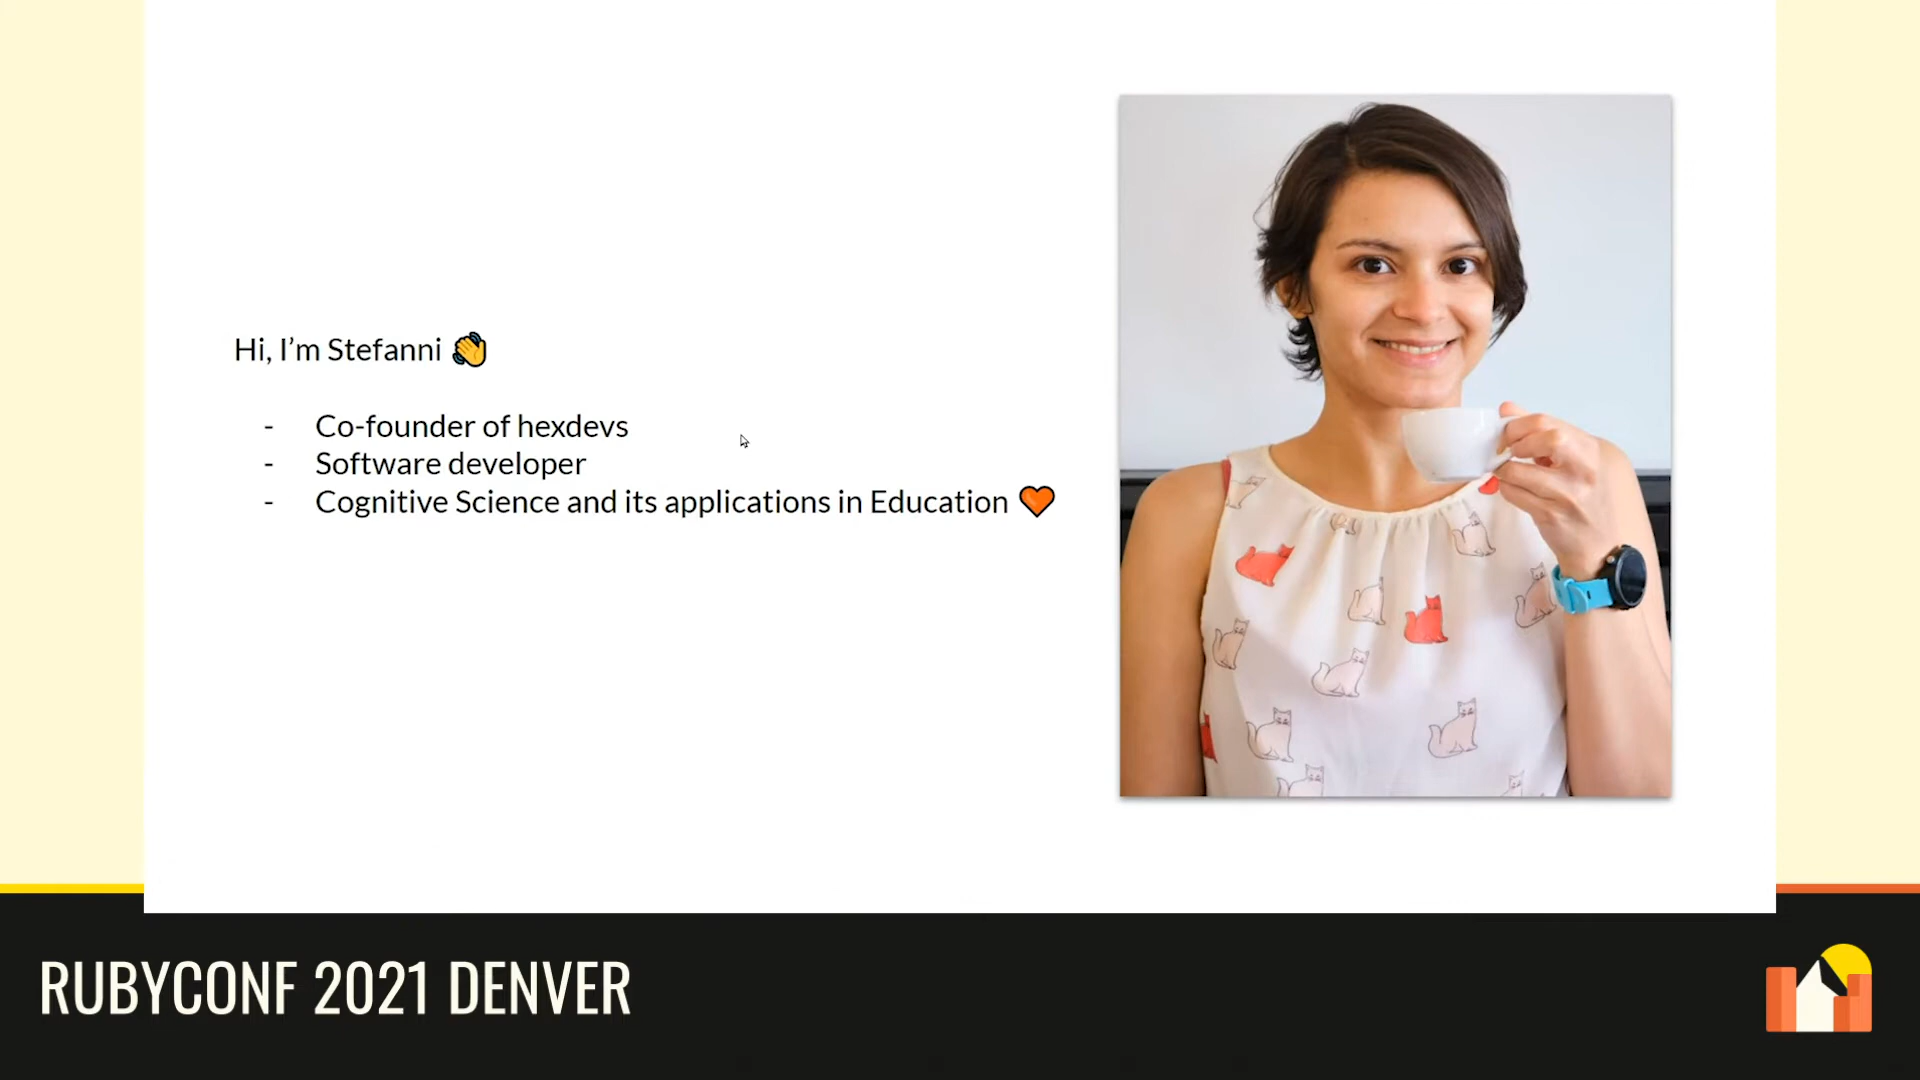 Hi, I’m Stefanni 👋
- Co-founder of hexdevs
- Software developer
- Cognitive Science and its applications in Education 🧡
RUBYCONF 2021 DENVER